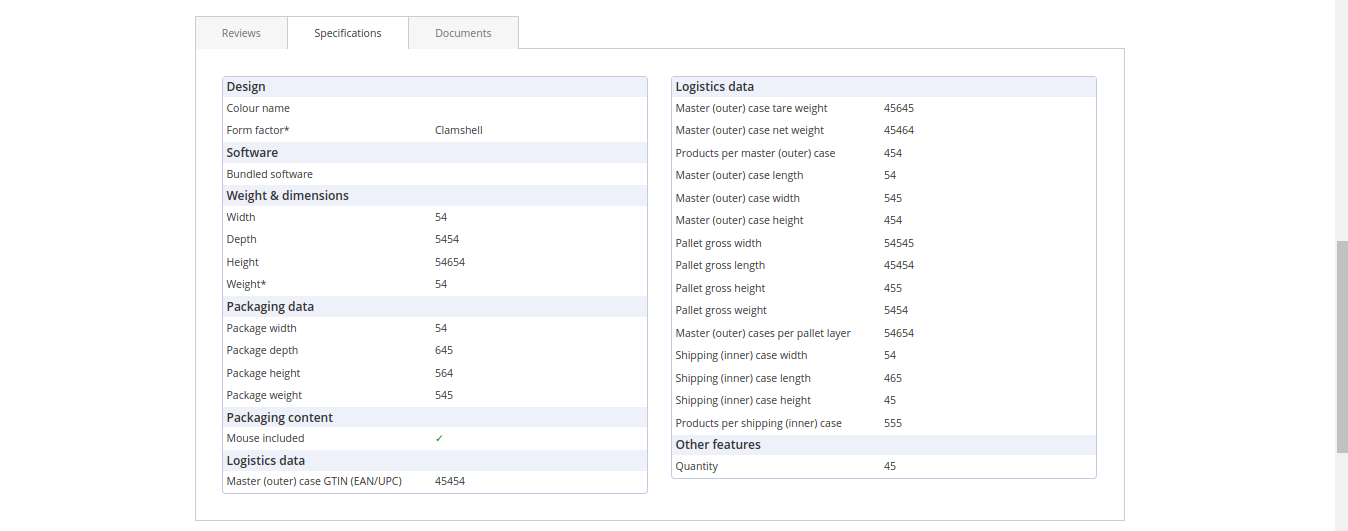 Reviews Specifications Documents
Design
Colour name
Form factor* Clamshell
Software
Bundled software
Weight & dimensions
Width 54
Depth 5454
Height 54654
Weight* 54
Packaging data
Package width 54
Package depth 645
Package height 564
Package weight 545
Packaging content
Mouse included ✓
Logistics data
Master (outer) case GTIN (EAN/UPC) 45454
Logistics data
Master (outer) case tare weight 45645
Master (outer) case net weight 45464
Products per master (outer) case 454
Master (outer) case length 54
Master (outer) case width 545
Master (outer) case height 454
Pallet gross width 54545
Pallet gross length 45454
Pallet gross height 455
Pallet gross weight 5454
Master (outer) cases per pallet layer 54654
Shipping (inner) case width 54
Shipping (inner) case length 465
Shipping (inner) case height 45
Products per shipping (inner) case 555
Other features
Quantity 45